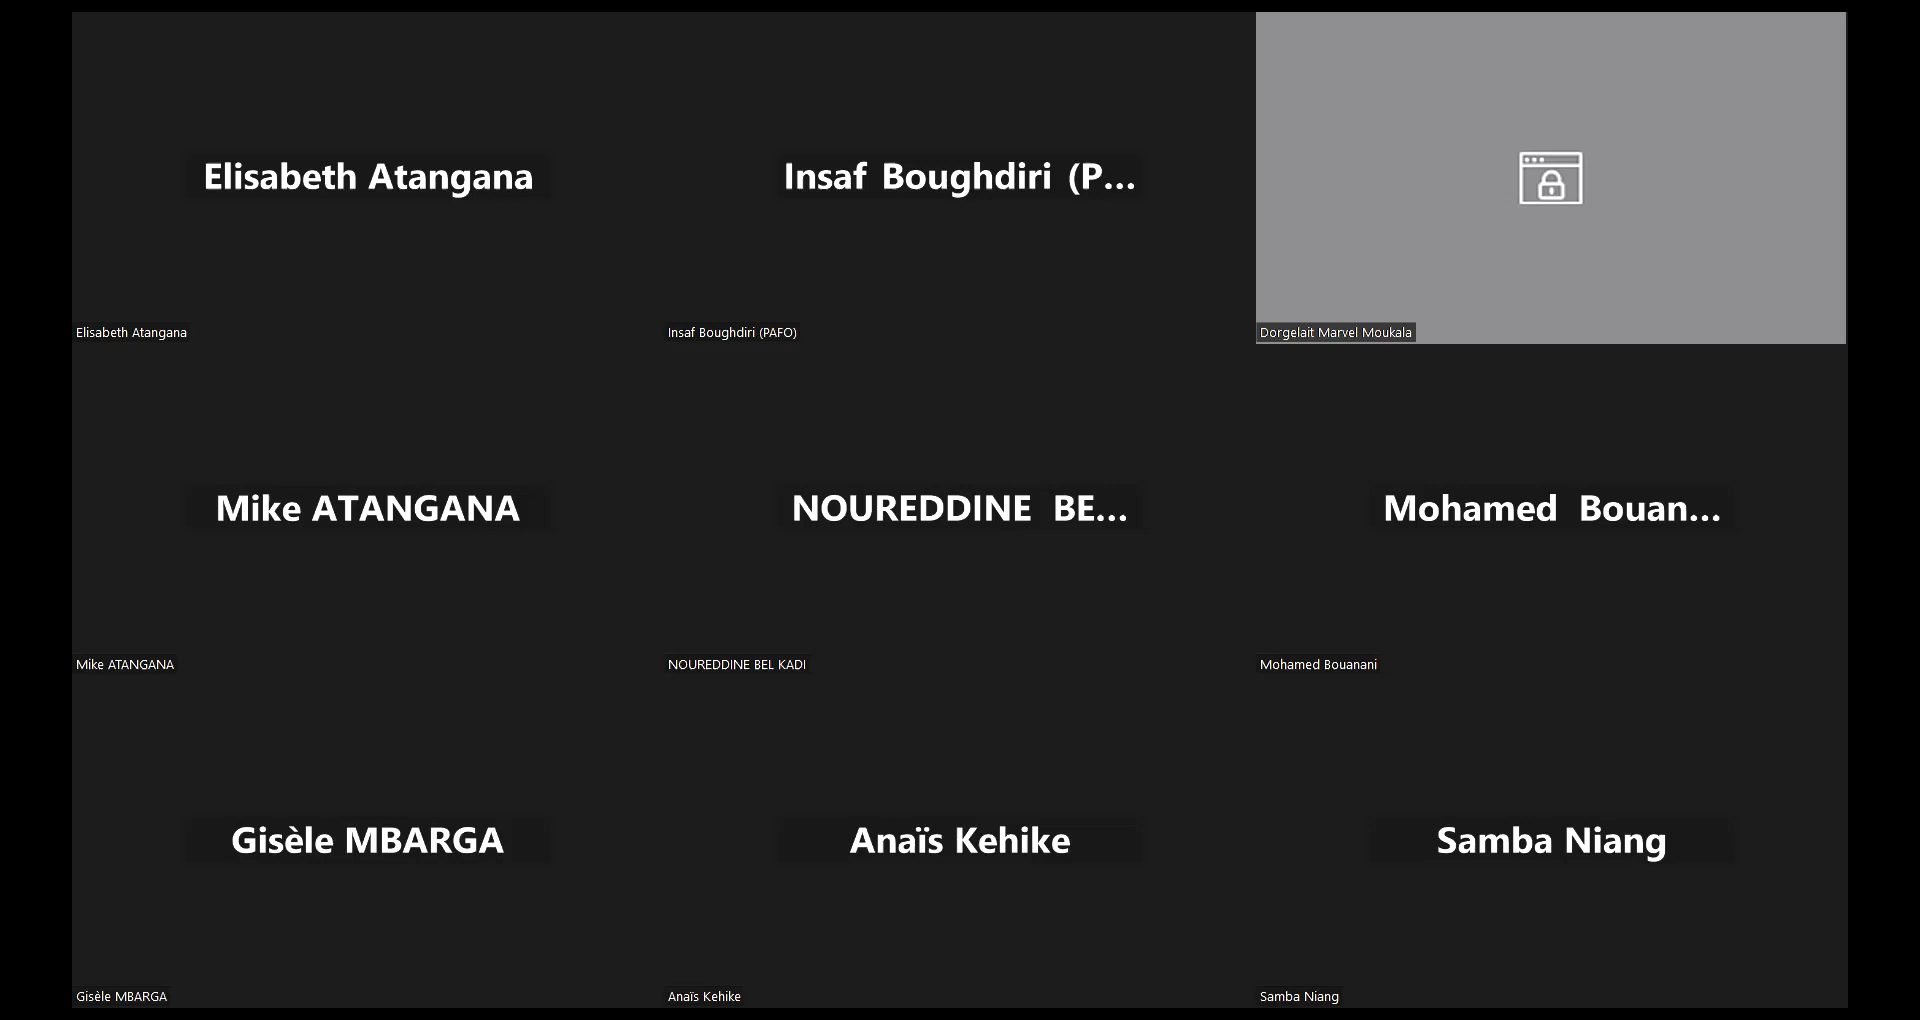 Elisabeth Atangana
Insaf Boughdiri (P...
Elisabeth Atangana
Insaf Boughdiri (PAFO)
Dorgelait Marvel Moukala
Mike ATANGANA
NOUREDDINE BE...
Mohamed Bouan...
Mike ATANGANA
NOUREDDINE BEL KADI
Mohamed Bouanani
Gisèle MBARGA
Anaïs Kehike
Samba Niang
Gisèle MBARGA
Anaïs Kehike
Samba Niang